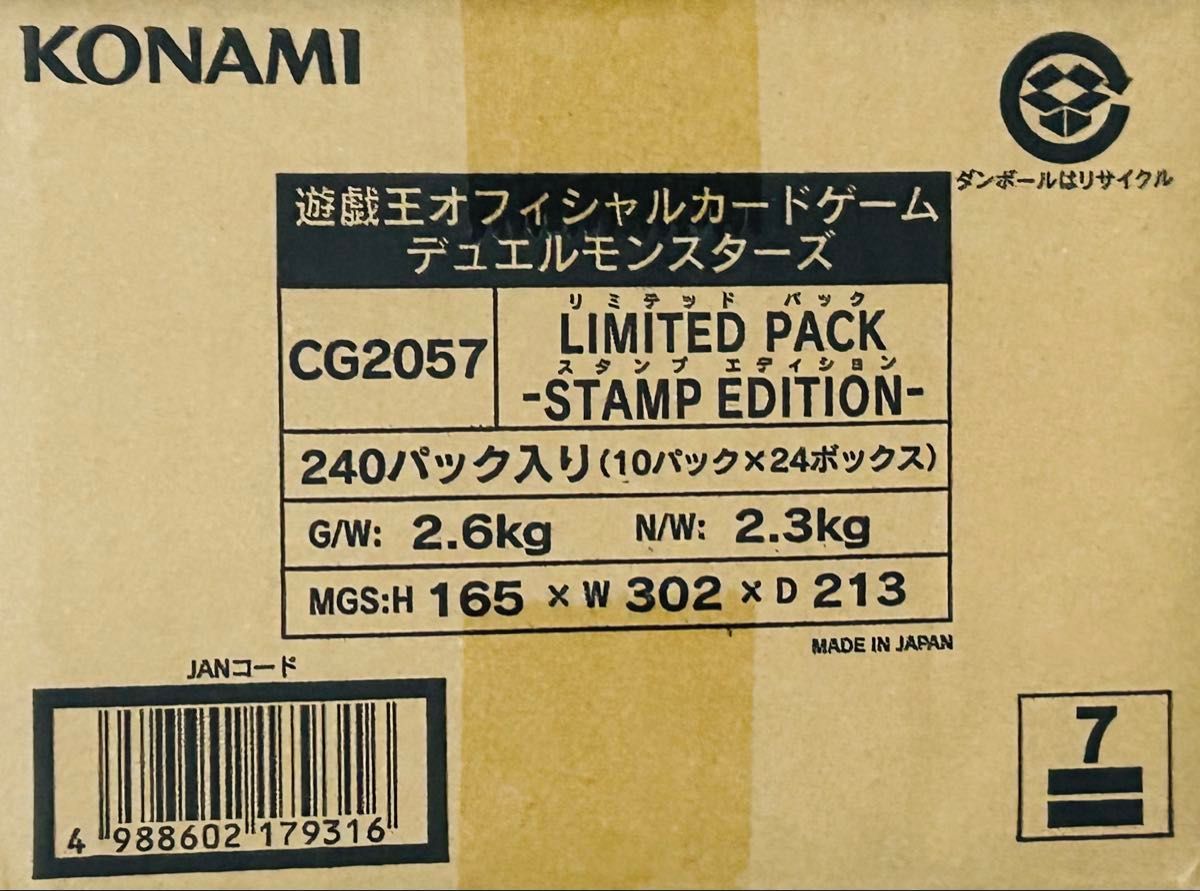 KONAMI
ダンボールはリサイクル
遊戯王オフィシャルカードゲーム
デュエルモンスターズ
CG2057
リミテッド パック
LIMITED PACK
スタンプ エディション
-STAMP EDITION-
240パック入り(10パック×24ボックス)
G/W: 2.6kg N/W: 2.3kg
MGS:H 165 × W 302 × D 213
MADE IN JAPAN
JANコード
4 988602 179316
7